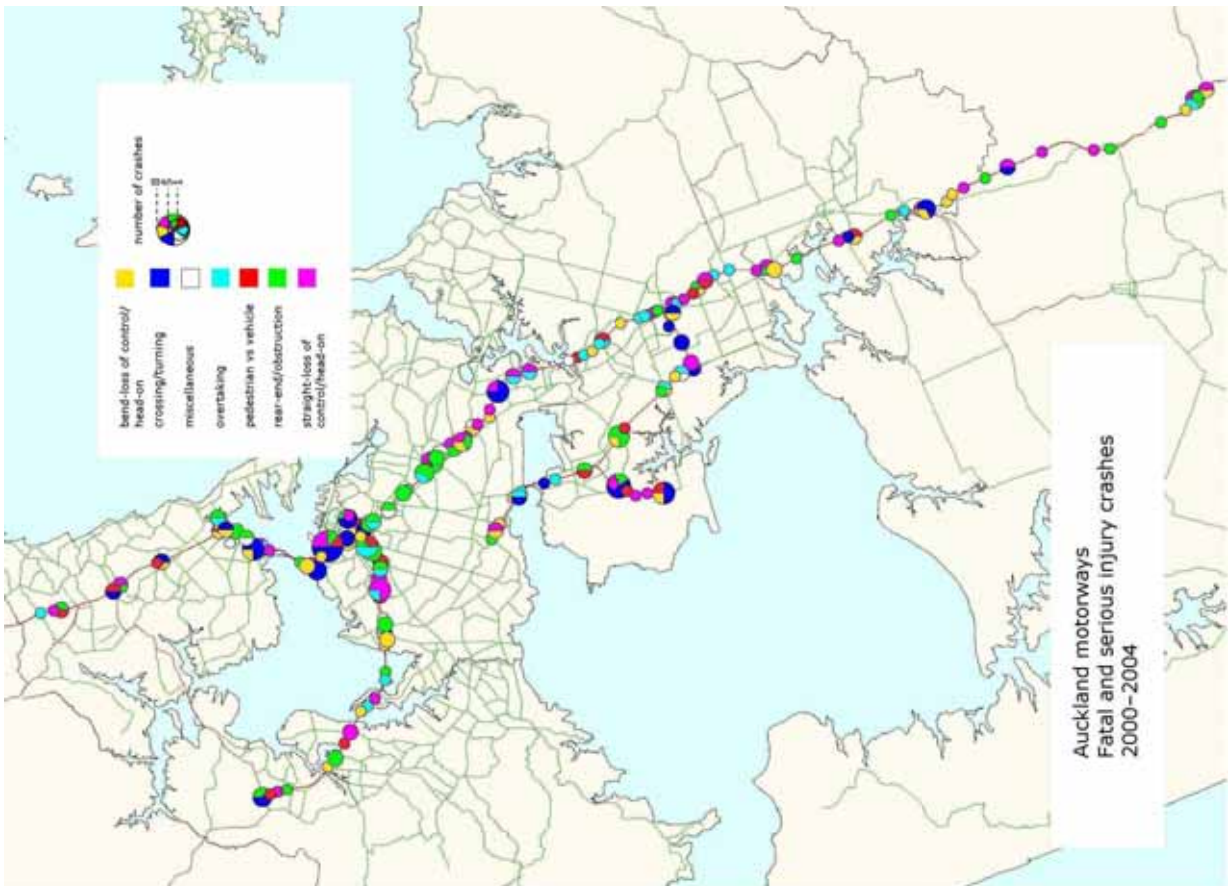 number of crashes
bend-loss of control/
head-on
crossing/turning
miscellaneous
overtaking
pedestrian vs vehicle
rear-end/obstruction
straight-loss of
control/head-on
Auckland motorways
Fatal and serious injury crashes
2000–2004